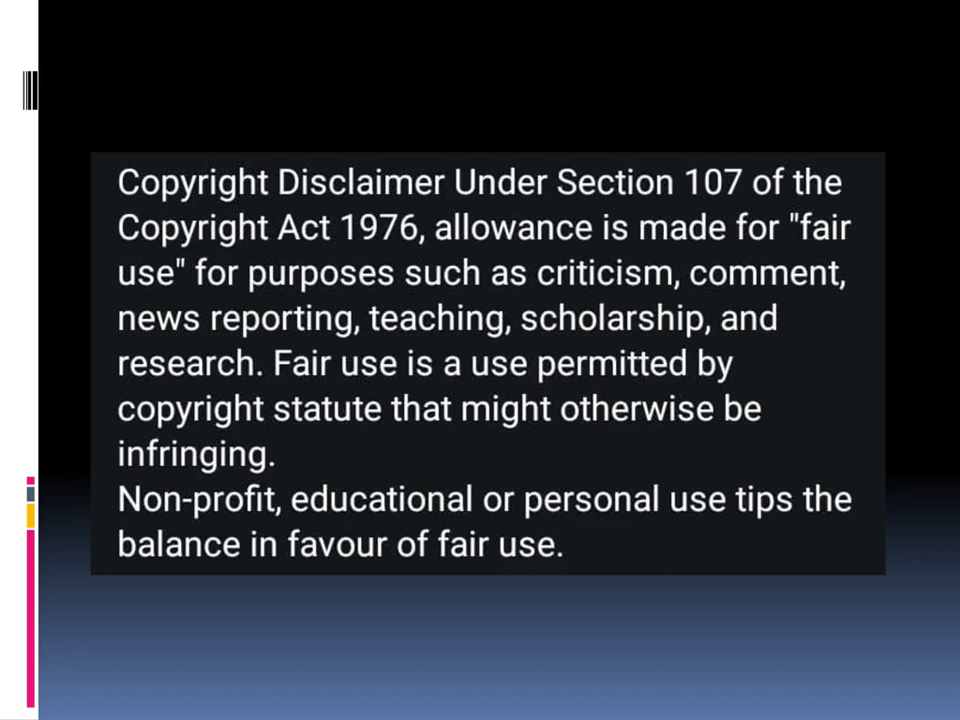 Copyright Disclaimer Under Section 107 of the
Copyright Act 1976, allowance is made for "fair
use" for purposes such as criticism, comment,
news reporting, teaching, scholarship, and
research. Fair use is a use permitted by
copyright statute that might otherwise be
infringing.
Non-profit, educational or personal use tips the
balance in favour of fair use.